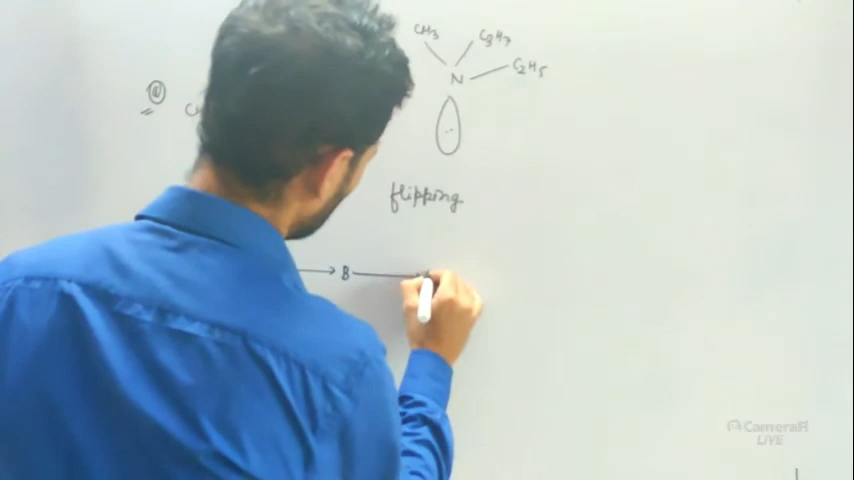 CH3 C3H7
N C2H5
flipping
→ B
CameraFi
LIVE